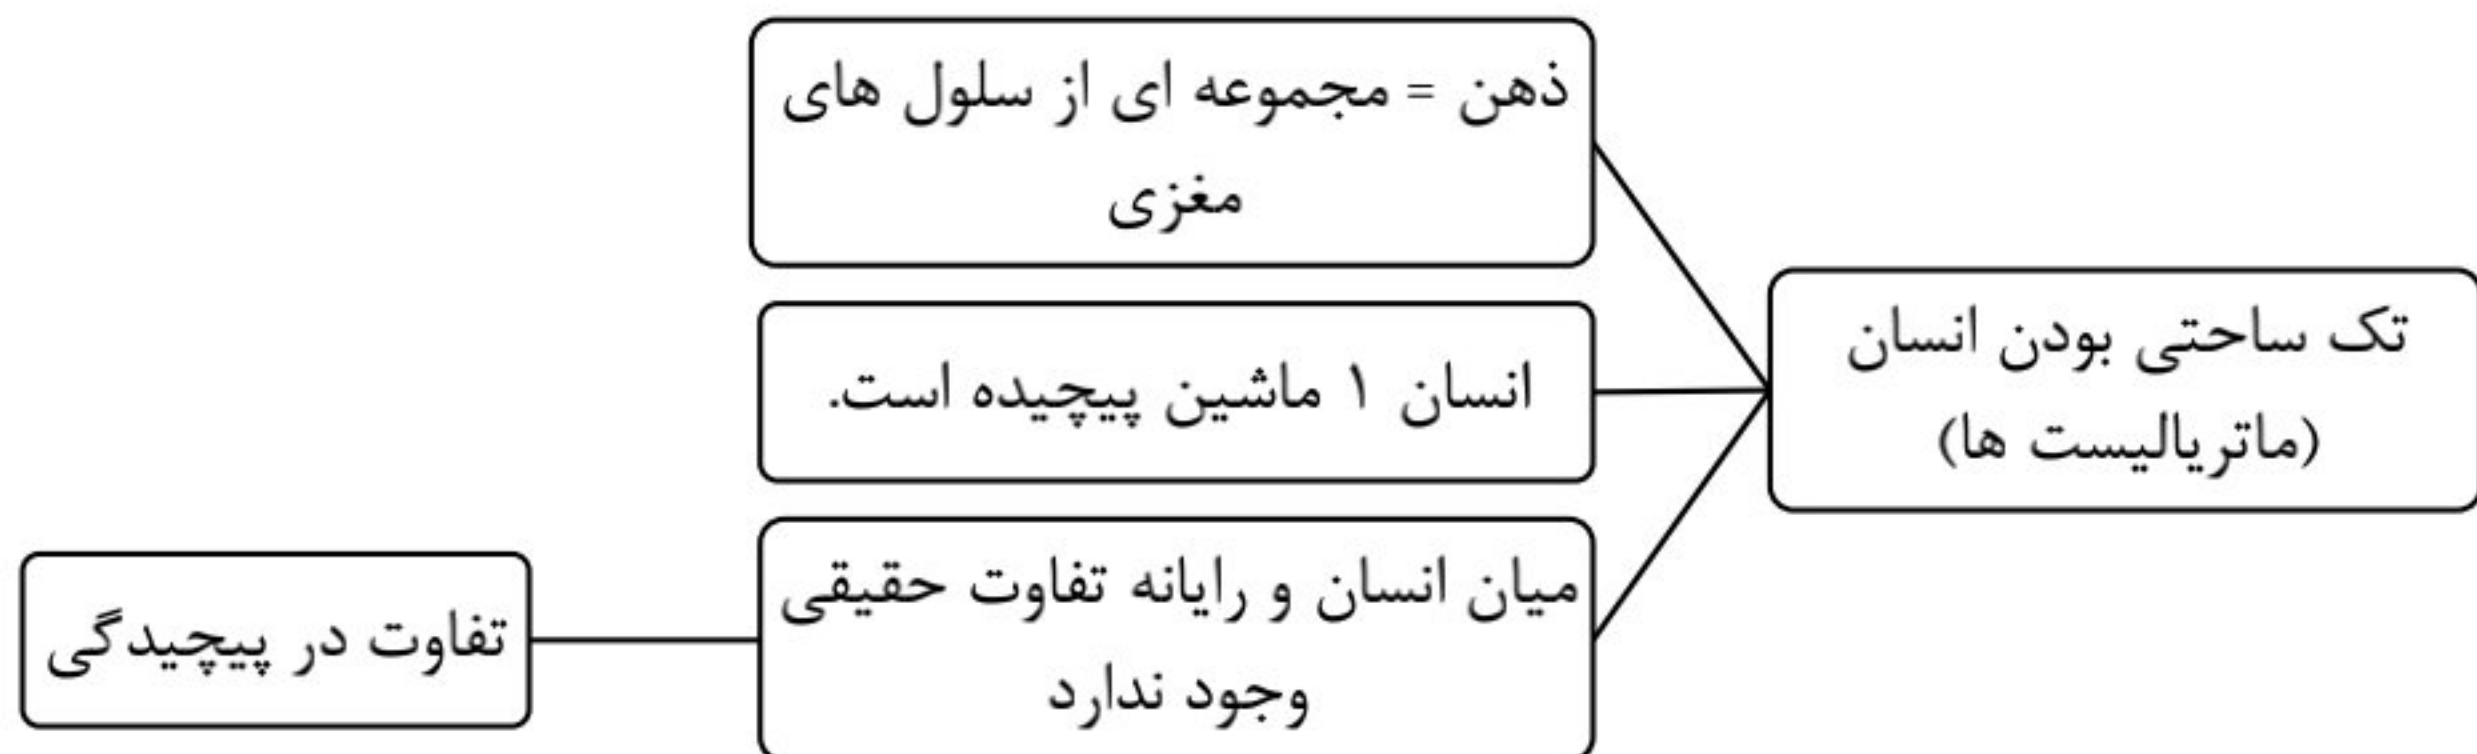 تک ساحتی بودن انسان
(ماتریالیست ها)
ذهن = مجموعه ای از سلول های
مغزی
انسان ۱ ماشین پیچیده است.
میان انسان و رایانه تفاوت حقیقی
وجود ندارد
تفاوت در پیچیدگی